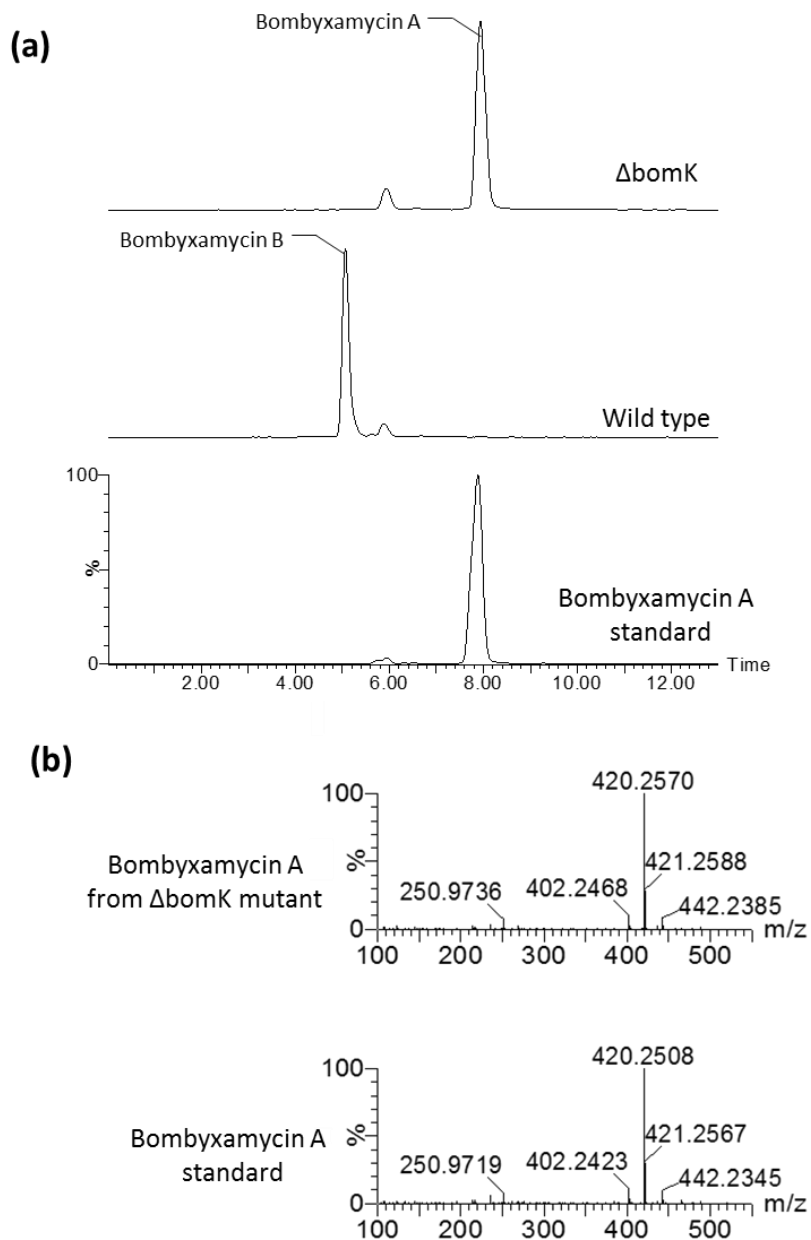 (a)
Bombyxamycin A
ΔbomK
Bombyxamycin B
Wild type
100
%
0
Bombyxamycin A
standard
Time
2.00 4.00 6.00 8.00 10.00 12.00
(b)
Bombyxamycin A
from ΔbomK mutant
100
%
0
420.2570
421.2588
250.9736
402.2468
442.2385
m/z
100 200 300 400 500
Bombyxamycin A
standard
100
%
0
420.2508
421.2567
250.9719
402.2423
442.2345
m/z
100 200 300 400 500